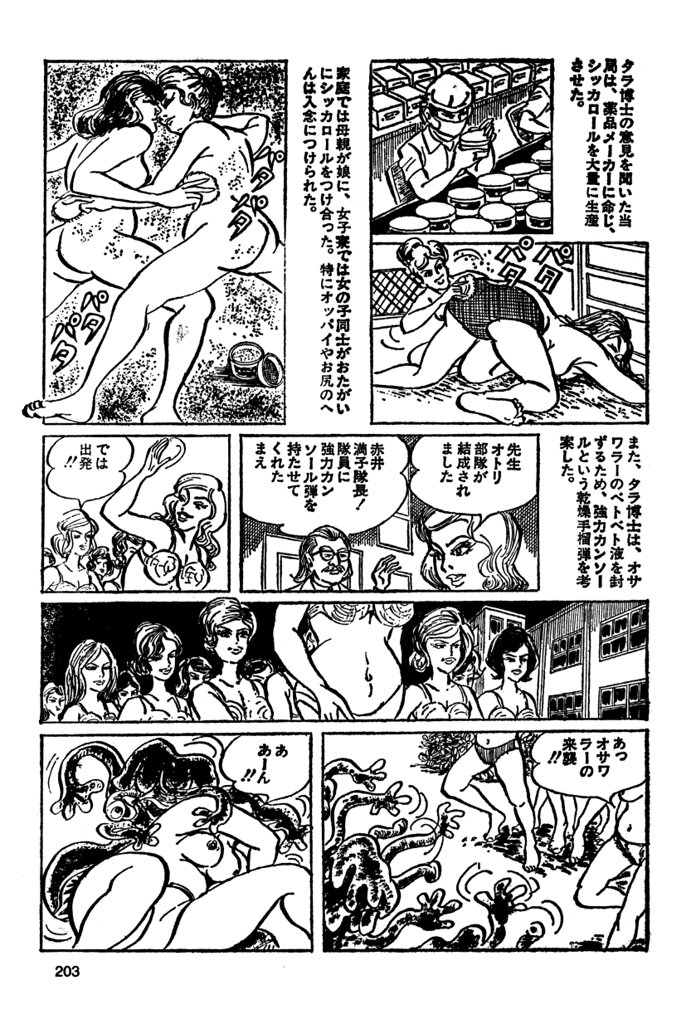 タラ博士の意見を聞いた当
局は、薬品メーカーに命じ、
シッカロールを大量に生産
させた。
パタ
パタ
家庭では母親が娘に、女子寮では女の子同士がおたがい
にシッカロールをつけ合った。特にオッパイやお尻のへ
んは入念につけられた。
パタ
パタ
パタ
また、タラ博士は、オサ
ワラーのベトベト液を封
ずるため、強力カンソー
ルという乾燥手榴弾を考
案した。
先生
オトリ
部隊が
結成され
ました
赤井
満子隊長!
隊員に
強力カン
ソール弾を
持たせて
くれた
まえ
では
出発
!!
あっ
オサワ
ラーの
来襲
!!
あ
あーん
!!
203